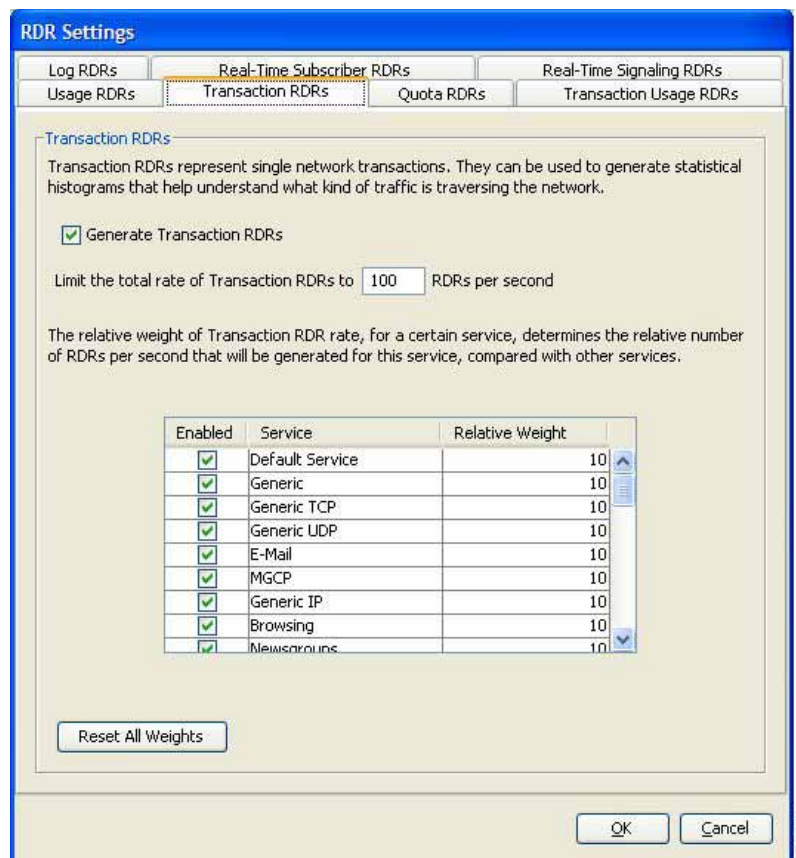 RDR Settings
Log RDRs Real-Time Subscriber RDRs Real-Time Signaling RDRs
Usage RDRs Transaction RDRs Quota RDRs Transaction Usage RDRs
Transaction RDRs
Transaction RDRs represent single network transactions. They can be used to generate statistical
histograms that help understand what kind of traffic is traversing the network.
Generate Transaction RDRs
Limit the total rate of Transaction RDRs to 100 RDRs per second
The relative weight of Transaction RDR rate, for a certain service, determines the relative number
of RDRs per second that will be generated for this service, compared with other services.
Enabled Service Relative Weight
Default Service 10
Generic 10
Generic TCP 10
Generic UDP 10
E-Mail 10
MGCP 10
Generic IP 10
Browsing 10
Newsgroups 10
Reset All Weights
OK Cancel